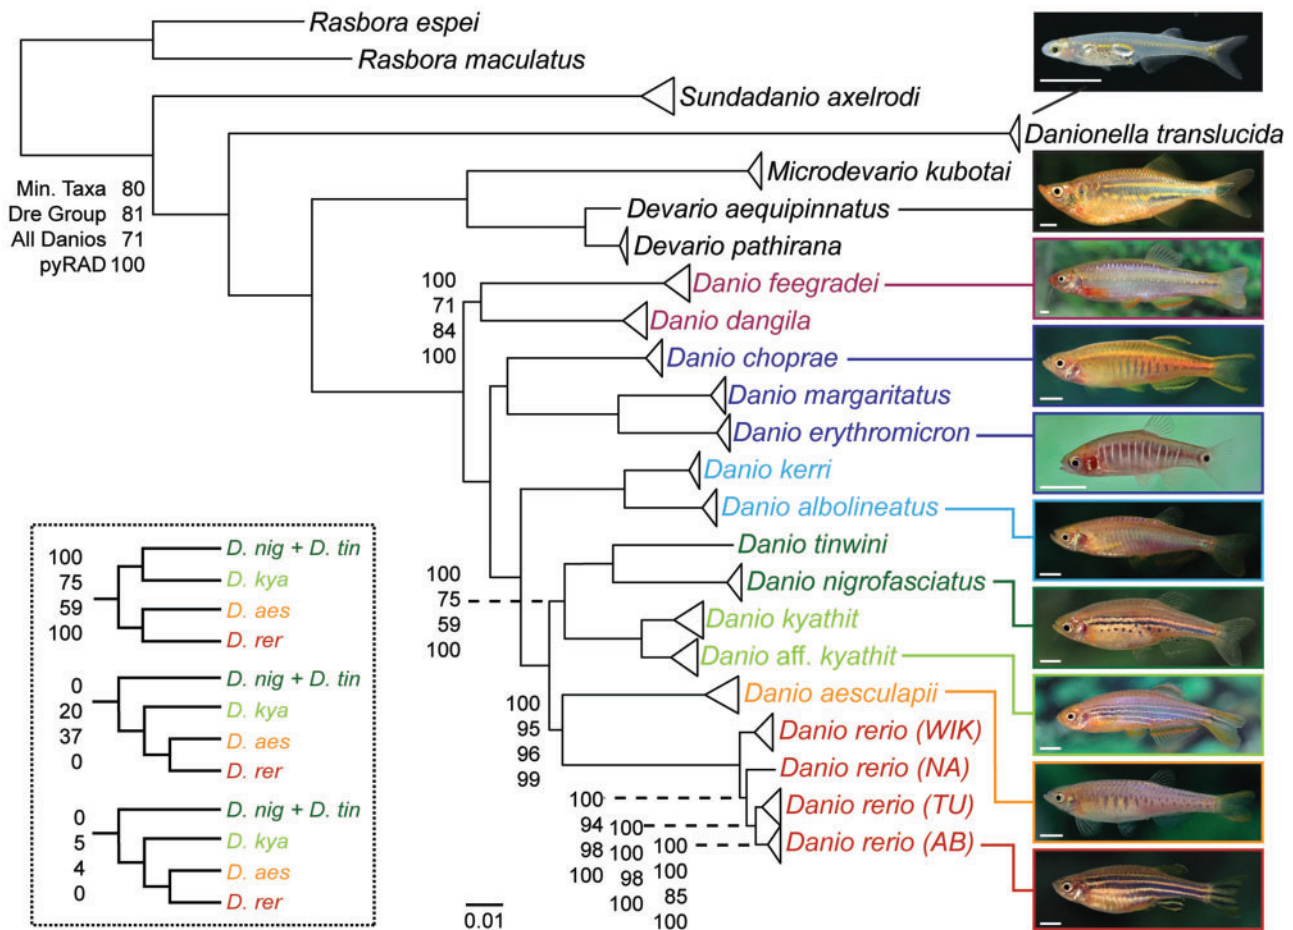 Rasbora espei
Rasbora maculatus
Sundadanio axelrodi
Danionella translucida
Microdevario kubotai
Min. Taxa 80
Dre Group 81
All Danios 71
pyRAD 100
Devario aequipinnatus
Devario pathirana
100
71
84
100
Danio feegradei
Danio dangila
Danio choprae
Danio margaritatus
Danio erythromicron
Danio kerri
Danio albolineatus
Danio tinwini
Danio nigrofasciatus
Danio kyathit
Danio aff. kyathit
Danio aesculapii
Danio rerio (WIK)
Danio rerio (NA)
Danio rerio (TU)
Danio rerio (AB)
100
75
59
100
100
95
96
99
100
94
98
100
100
100
98
100
100
100
85
100
0.01
100
75
59
100
D. nig + D. tin
D. kya
D. aes
D. rer
0
20
37
0
D. nig + D. tin
D. kya
D. aes
D. rer
0
5
4
0
D. nig + D. tin
D. kya
D. aes
D. rer